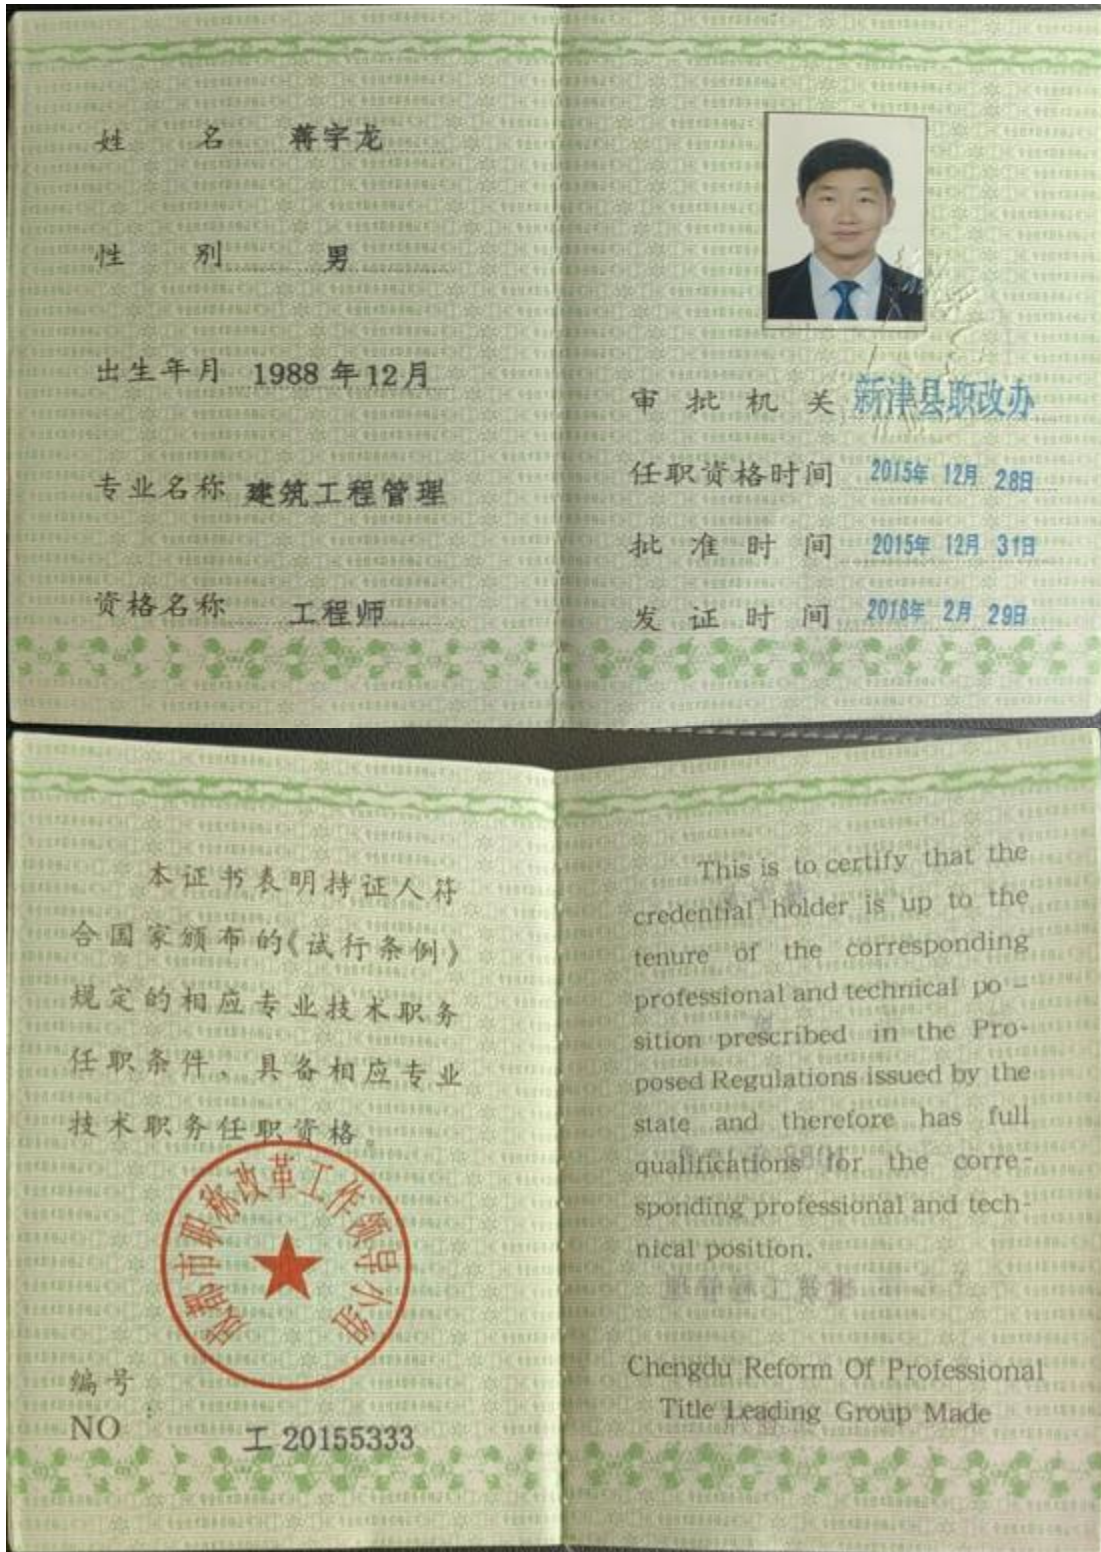 姓 名 蒋宇龙
性 别 男
出生年月 1988年12月
专业名称 建筑工程管理
资格名称 工程师
审批机关 新津县职改办
任职资格时间 2015年 12月 28日
批准时间 2015年 12月 31日
发证时间 2016年 2月 29日
本证书表明持证人符
合国家颁布的《试行条例》
规定的相应专业技术职务
任职条件、具备相应专业
技术职务任职资格。
成都市职称改革工作领导小组
编号
NO:
工 20155333
This is to certify that the
credential holder is up to the
tenure of the corresponding
professional and technical po-
sition prescribed in the Pro-
posed Regulations issued by the
state and therefore has full
qualifications for the corre-
sponding professional and tech-
nical position.
Chengdu Reform Of Professional
Title Leading Group Made